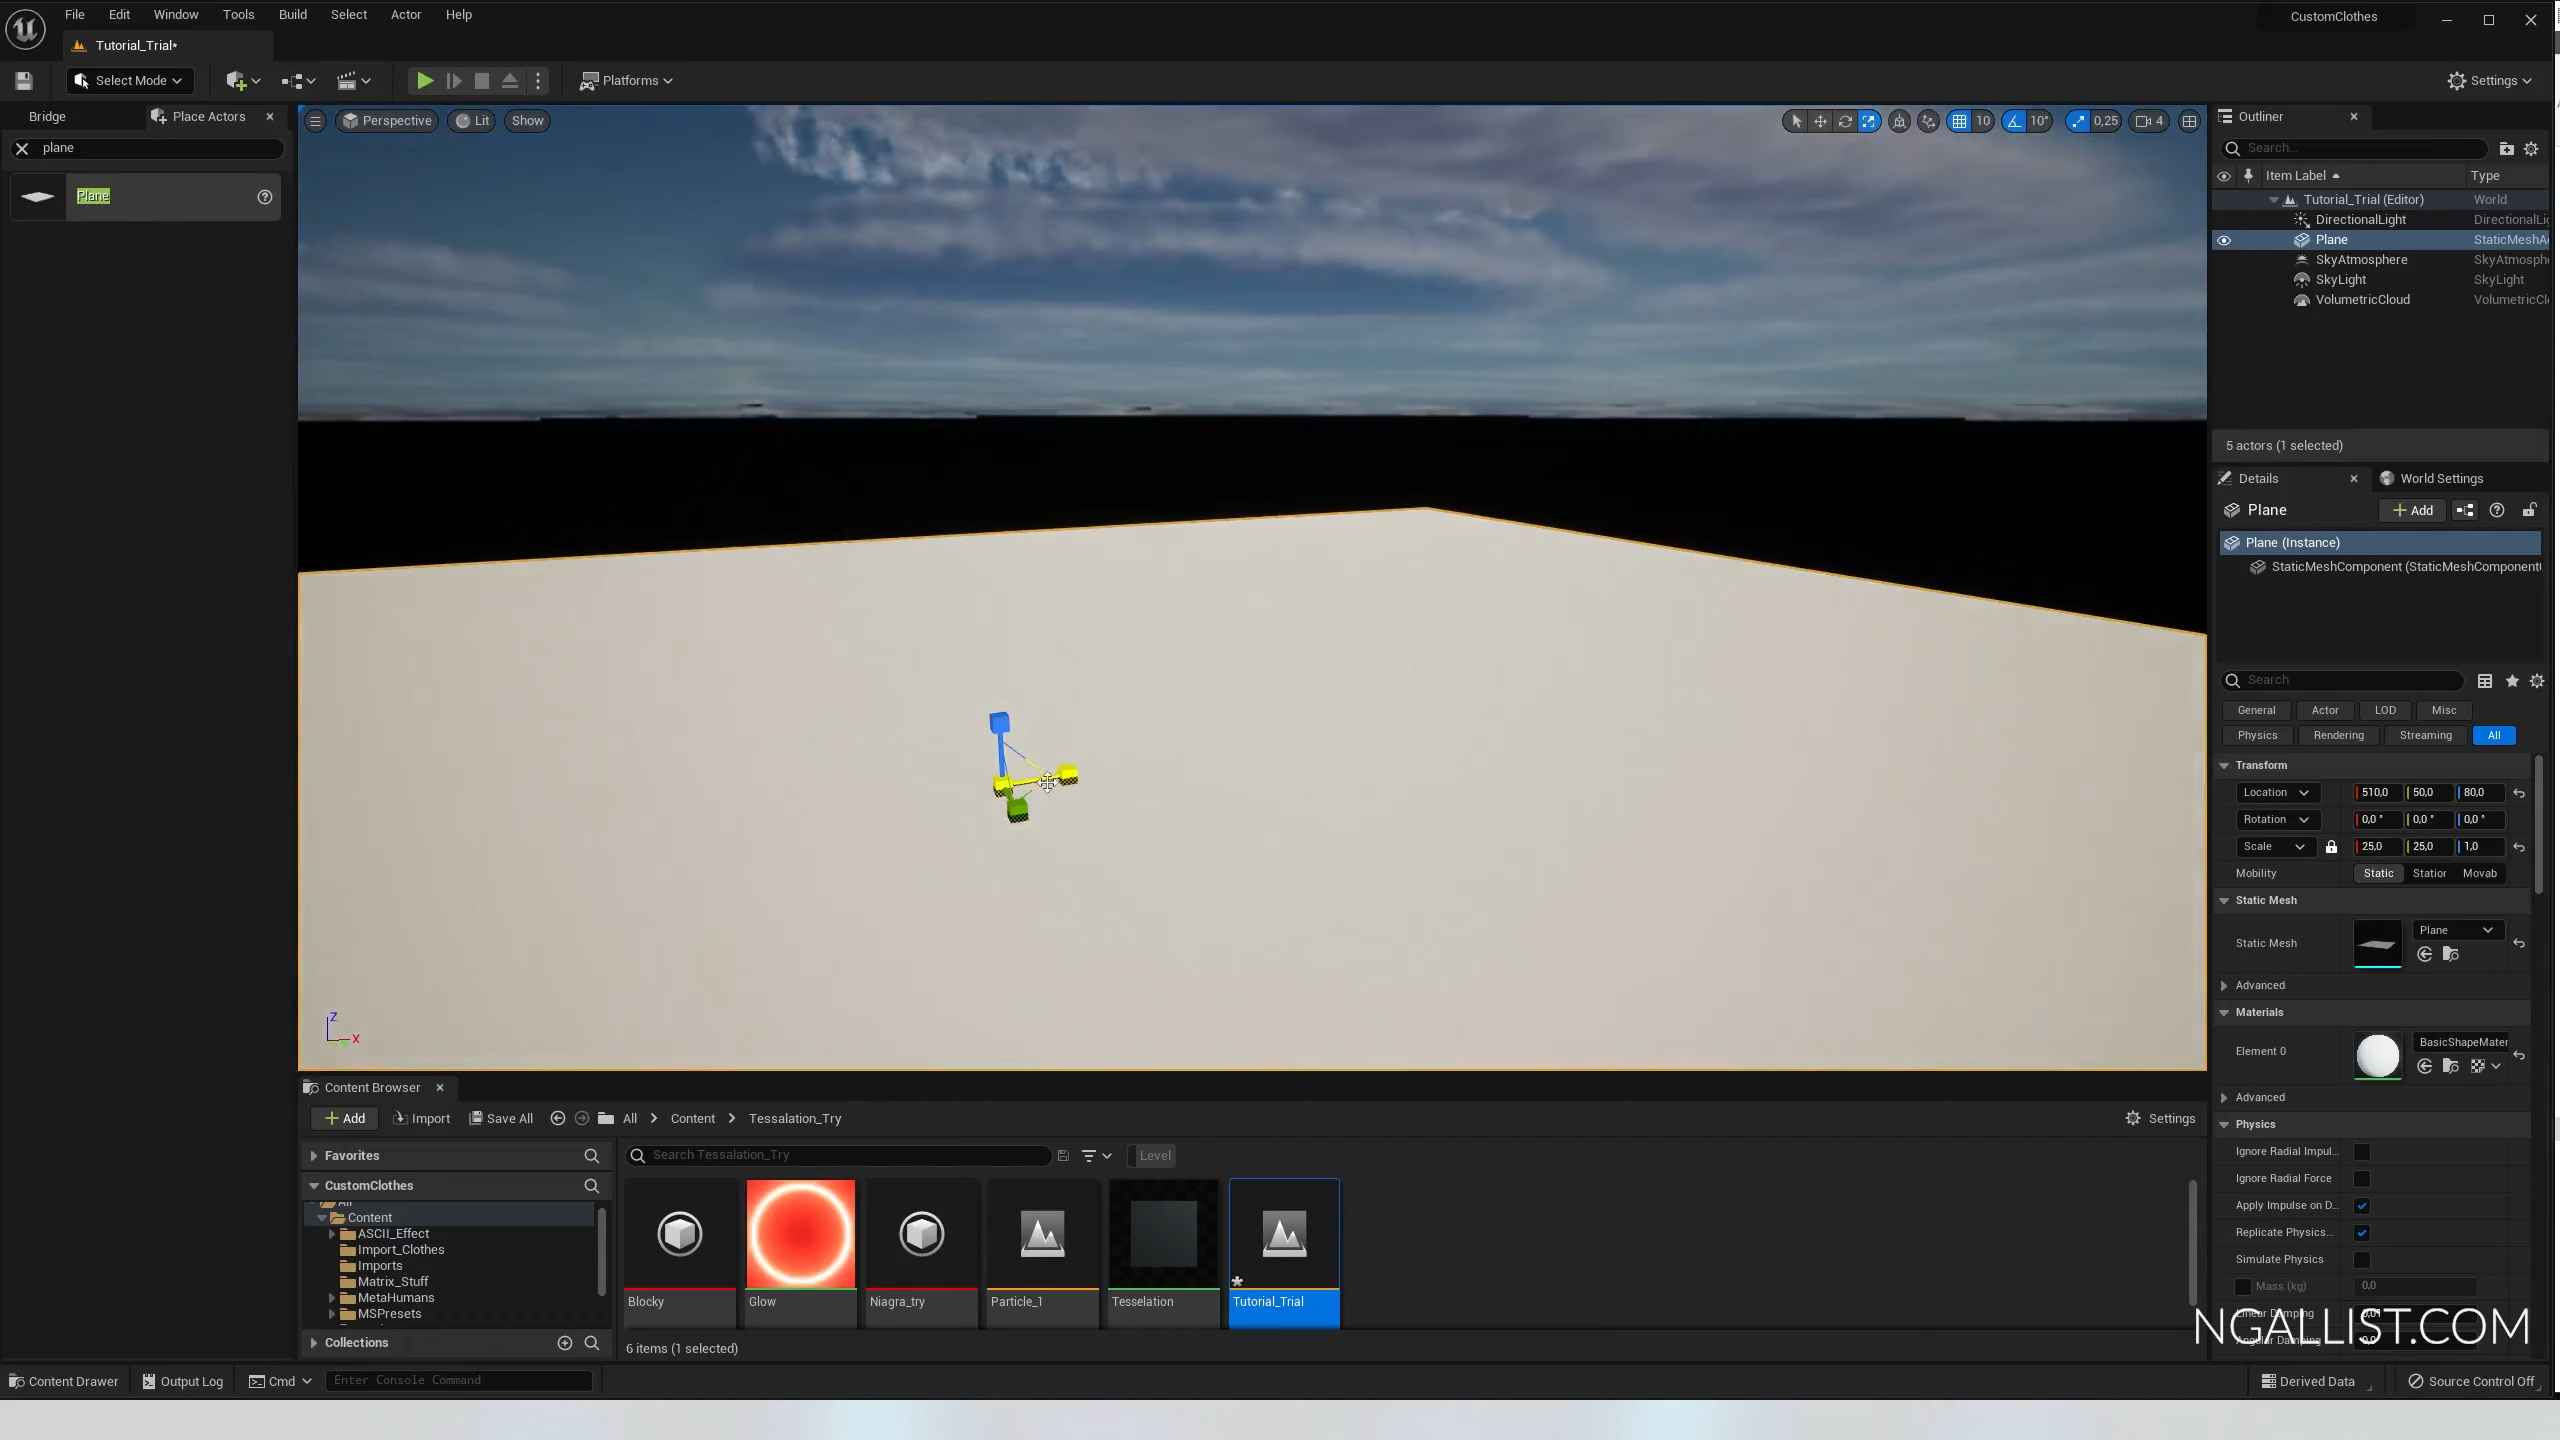 File Edit Window Tools Build Select Actor Help
CustomClothes
Tutorial_Trial*
Select Mode
Platforms
Settings
Bridge
Place Actors
plane
Plane
Perspective
Lit
Show
10
10°
0,25
4
Outliner
Search...
Item Label
Type
Tutorial_Trial (Editor) World
DirectionalLight DirectionalLi
Plane StaticMeshA
SkyAtmosphere SkyAtmosph
SkyLight SkyLight
VolumetricCloud VolumetricCl
5 actors (1 selected)
Details
World Settings
Plane
Add
Plane (Instance)
StaticMeshComponent (StaticMeshComponent
Search
General Actor LOD Misc
Physics Rendering Streaming All
Transform
Location 510,0 50,0 80,0
Rotation 0,0 ° 0,0 ° 0,0 °
Scale 25,0 25,0 1,0
Mobility Static Station Movab
Static Mesh
Static Mesh Plane
Advanced
Materials
Element 0 BasicShapeMater
Advanced
Physics
Ignore Radial Impul...
Ignore Radial Force
Apply Impulse on D...
Replicate Physics...
Simulate Physics
Mass (kg) 0,0
Linear Damping
Angular Damping
NGALLIST.COM
Z
X
Content Browser
Add
Import
Save All
All
Content
Tessalation_Try
Settings
Favorites
CustomClothes
All
Content
ASCII_Effect
Import_Clothes
Imports
Matrix_Stuff
MetaHumans
MSPresets
Collections
Search Tessalation_Try
Level
Blocky
Glow
Niagra_try
Particle_1
Tesselation
Tutorial_Trial
6 items (1 selected)
Content Drawer
Output Log
Cmd
Enter Console Command
Derived Data
Source Control Off